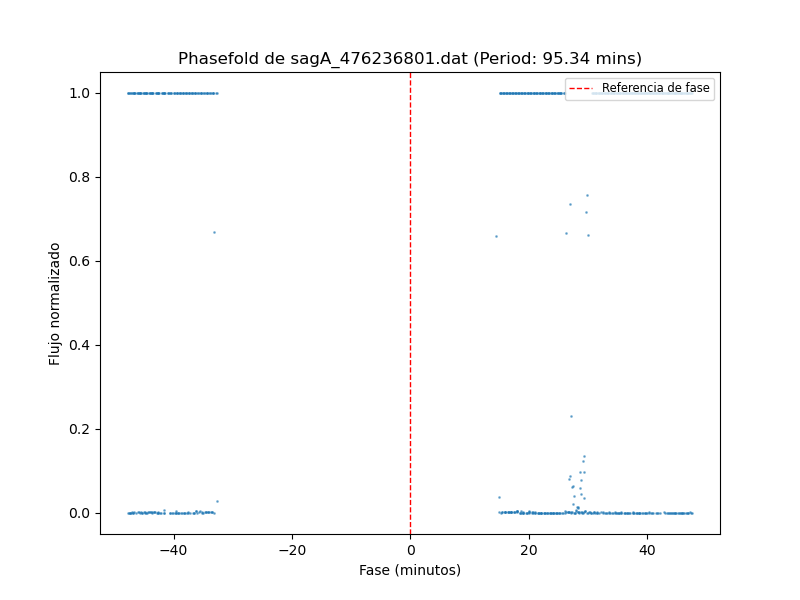 Phasefold de sagA_476236801.dat (Period: 95.34 mins)
Referencia de fase
Flujo normalizado
1.0
0.8
0.6
0.4
0.2
0.0
−40
−20
0
20
40
Fase (minutos)